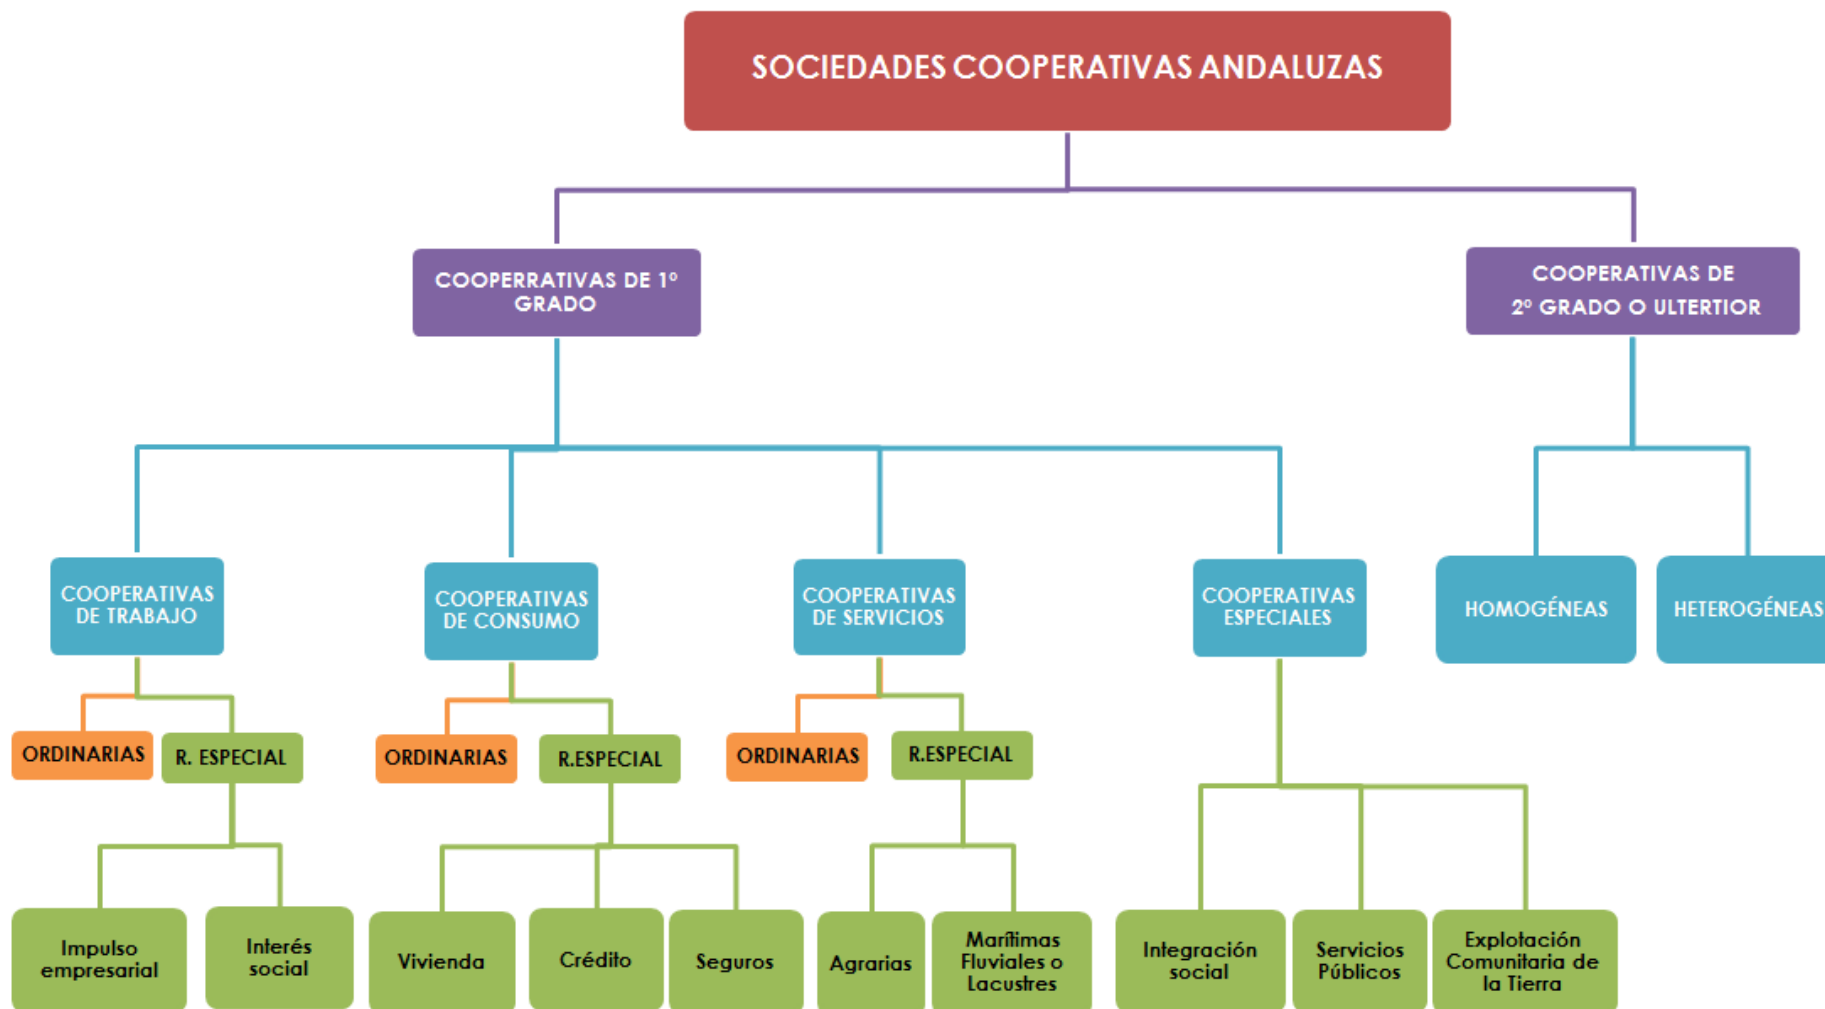 SOCIEDADES COOPERATIVAS ANDALUZAS
COOPERRATIVAS DE 1º
GRADO
COOPERATIVAS DE
2º GRADO O ULTERTIOR
COOPERATIVAS
DE TRABAJO
COOPERATIVAS
DE CONSUMO
COOPERATIVAS
DE SERVICIOS
COOPERATIVAS
ESPECIALES
HOMOGÉNEAS
HETEROGÉNEAS
ORDINARIAS
R. ESPECIAL
ORDINARIAS
R.ESPECIAL
ORDINARIAS
R.ESPECIAL
Impulso
empresarial
Interés
social
Vivienda
Crédito
Seguros
Agrarias
Marítimas
Fluviales o
Lacustres
Integración
social
Servicios
Públicos
Explotación
Comunitaria de
la Tierra